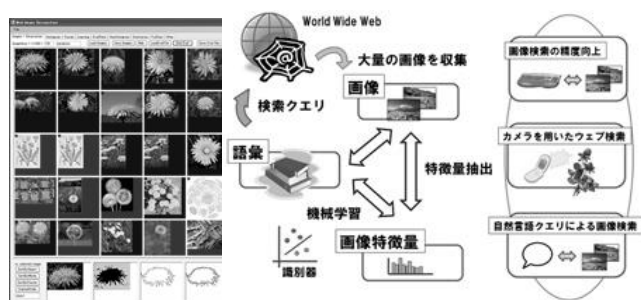 World Wide Web
大量の画像を収集
画像
検索クエリ
語彙
特徴量抽出
機械学習
画像特徴量
識別器
画像検索の精度向上
カメラを用いたウェブ検索
自然言語クエリによる画像検索